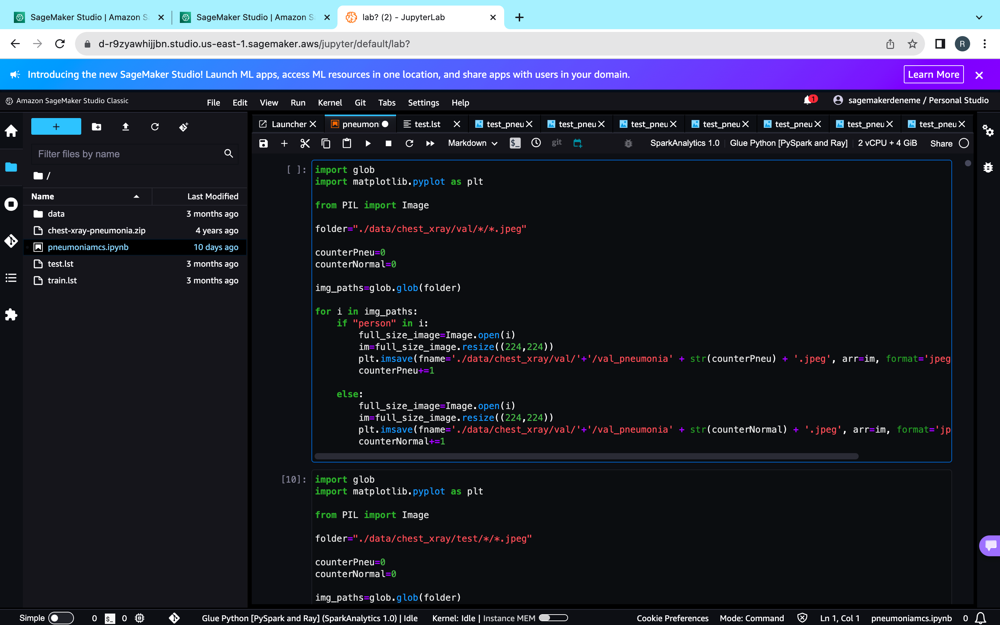 SageMaker Studio | Amazon S
SageMaker Studio | Amazon S
lab? (2) - JupyterLab
d-r9zyawhijjbn.studio.us-east-1.sagemaker.aws/jupyter/default/lab?
R
Introducing the new SageMaker Studio! Launch ML apps, access ML resources in one location, and share apps with users in your domain.
Learn More
Amazon SageMaker Studio Classic
File Edit View Run Kernel Git Tabs Settings Help
1
sagemakerdeneme / Personal Studio
Launcher
pneumoni
test.lst
test_pneu
test_pneu
test_pneu
test_pneu
test_pneu
test_pneu
test_pneu
Markdown
$_
git
SparkAnalytics 1.0
Glue Python [PySpark and Ray]
2 vCPU + 4 GiB
Share
Filter files by name
/
Name Last Modified
data 3 months ago
chest-xray-pneumonia.zip 4 years ago
pneumoniamcs.ipynb 10 days ago
test.lst 3 months ago
train.lst 3 months ago
[ ]:
import glob
import matplotlib.pyplot as plt
from PIL import Image
folder="./data/chest_xray/val/*/*.jpeg"
counterPneu=0
counterNormal=0
img_paths=glob.glob(folder)
for i in img_paths:
    if "person" in i:
        full_size_image=Image.open(i)
        im=full_size_image.resize((224,224))
        plt.imsave(fname='./data/chest_xray/val/'+'/val_pneumonia' + str(counterPneu) + '.jpeg', arr=im, format='jpeg
        counterPneu+=1
    else:
        full_size_image=Image.open(i)
        im=full_size_image.resize((224,224))
        plt.imsave(fname='./data/chest_xray/val/'+'/val_pneumonia' + str(counterNormal) + '.jpeg', arr=im, format='jp
        counterNormal+=1
[10]:
import glob
import matplotlib.pyplot as plt
from PIL import Image
folder="./data/chest_xray/test/*/*.jpeg"
counterPneu=0
counterNormal=0
img_paths=glob.glob(folder)
Simple 0 $_ 0 Glue Python [PySpark and Ray] (SparkAnalytics 1.0) | Idle Kernel: Idle | Instance MEM Cookie Preferences Mode: Command Ln 1, Col 1 pneumoniamcs.ipynb 0